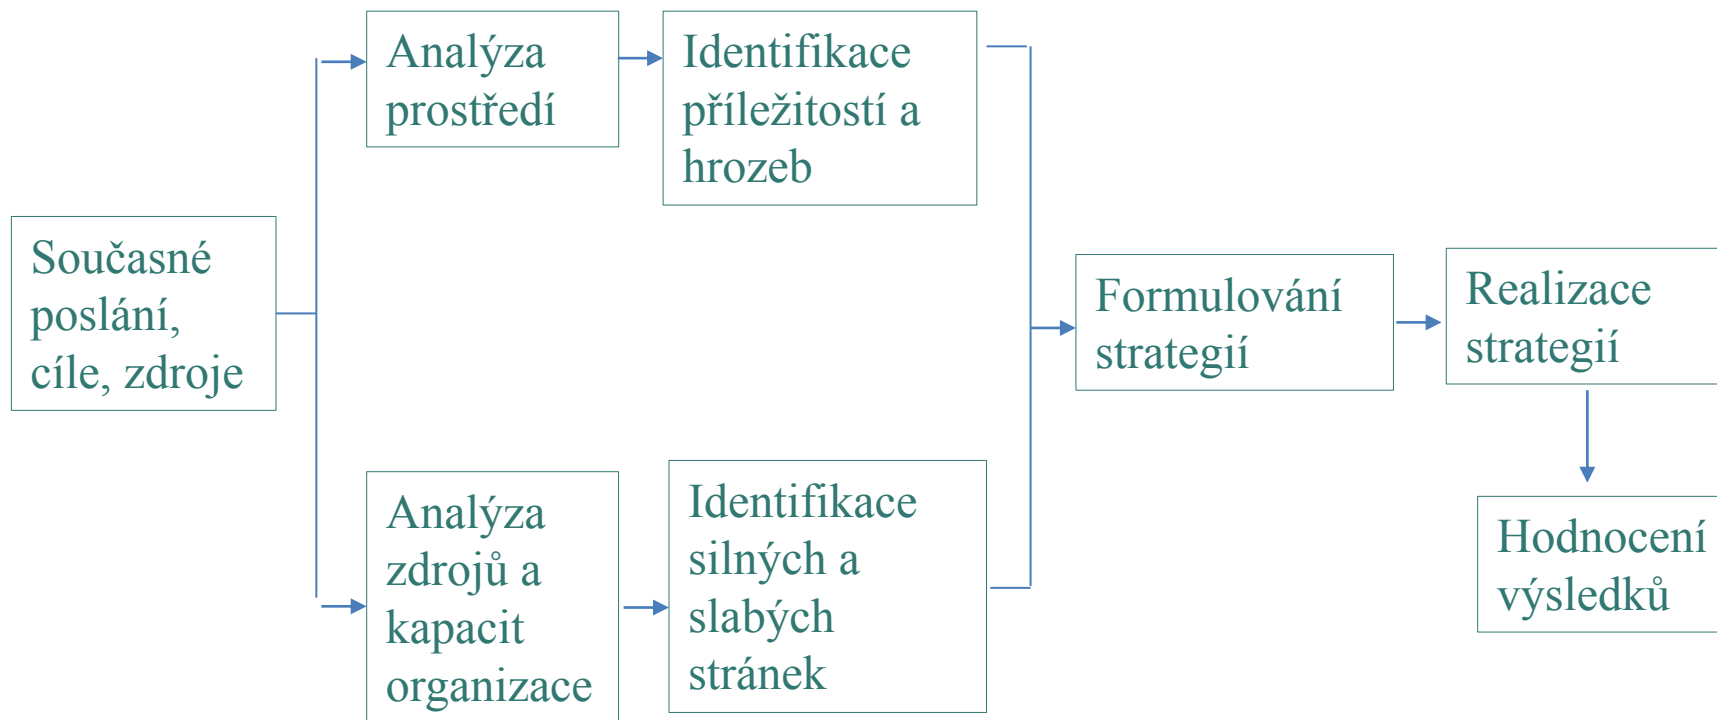 Analýza
prostředí
Identifikace
příležitostí a
hrozeb
Současné
poslání,
cíle, zdroje
Formulování
strategií
Realizace
strategií
Analýza
zdrojů a
kapacit
organizace
Identifikace
silných a
slabých
stránek
Hodnocení
výsledků